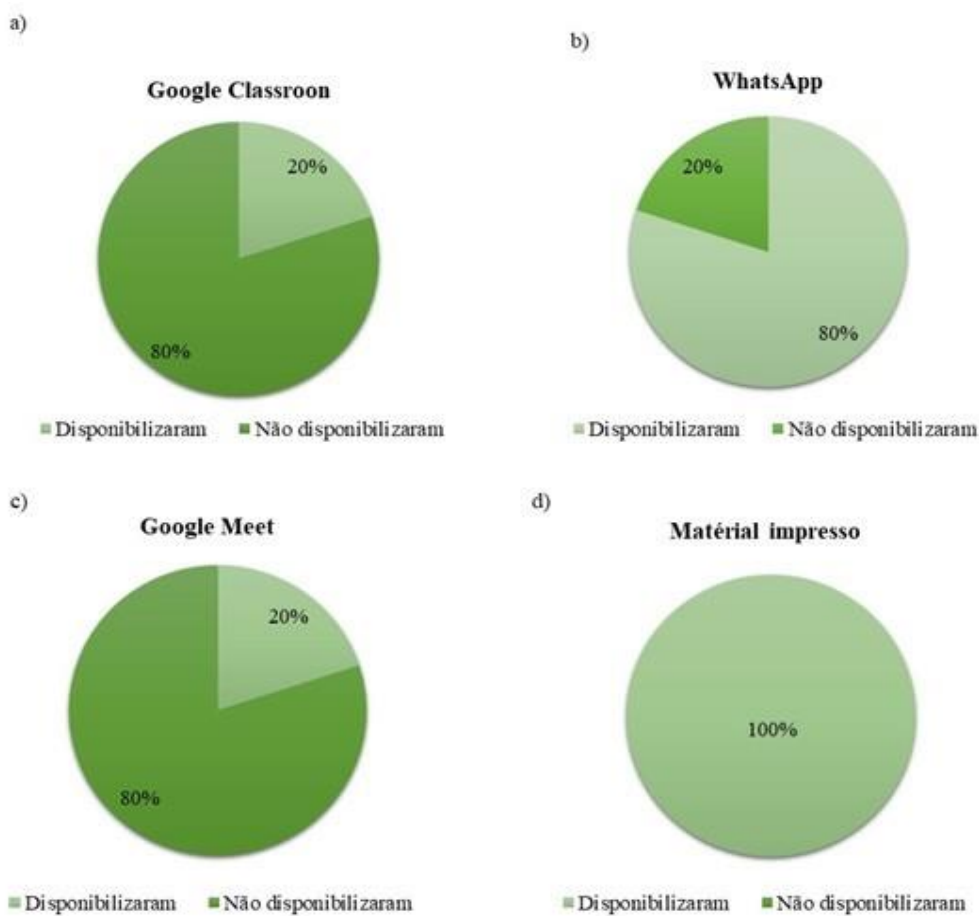 a)
Google Classroon
20%
80%
Disponibilizaram Não disponibilizaram
b)
WhatsApp
20%
80%
Disponibilizaram Não disponibilizaram
c)
Google Meet
20%
80%
Disponibilizaram Não disponibilizaram
d)
Matérial impresso
100%
Disponibilizaram Não disponibilizaram